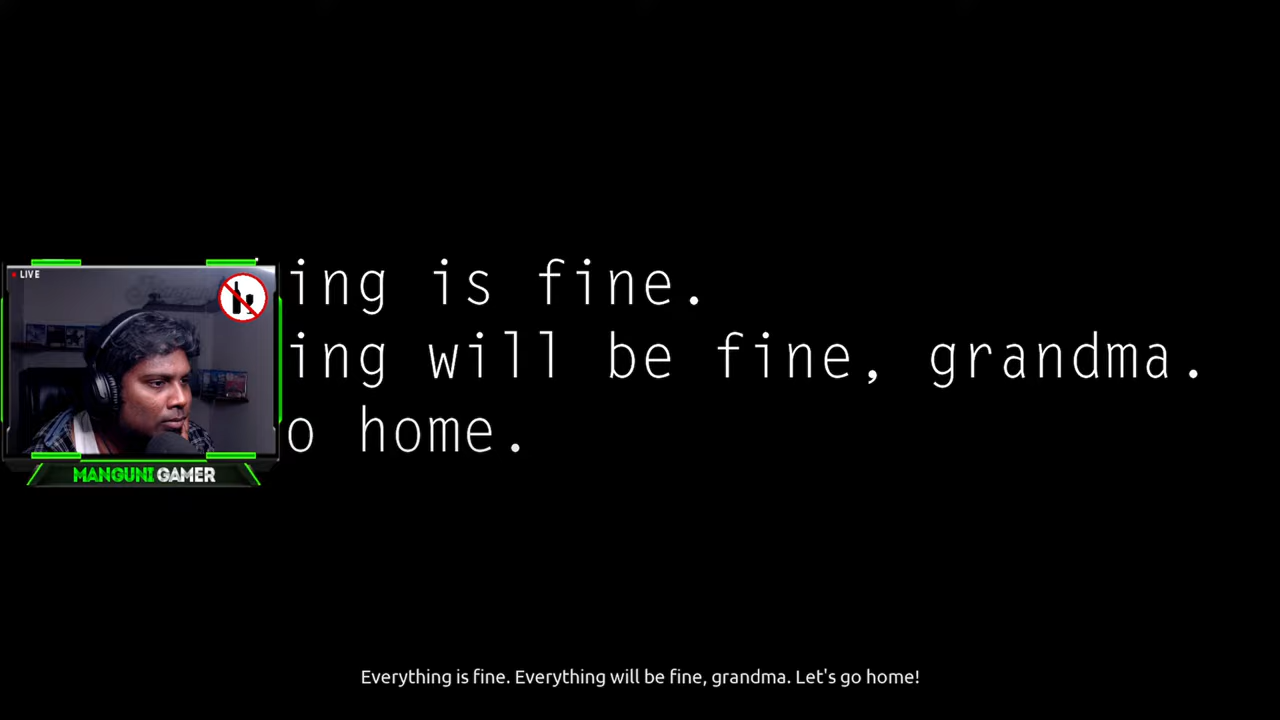 LIVE
ing is fine.
ing will be fine, grandma.
o home.
MANGUNI GAMER
Everything is fine. Everything will be fine, grandma. Let's go home!